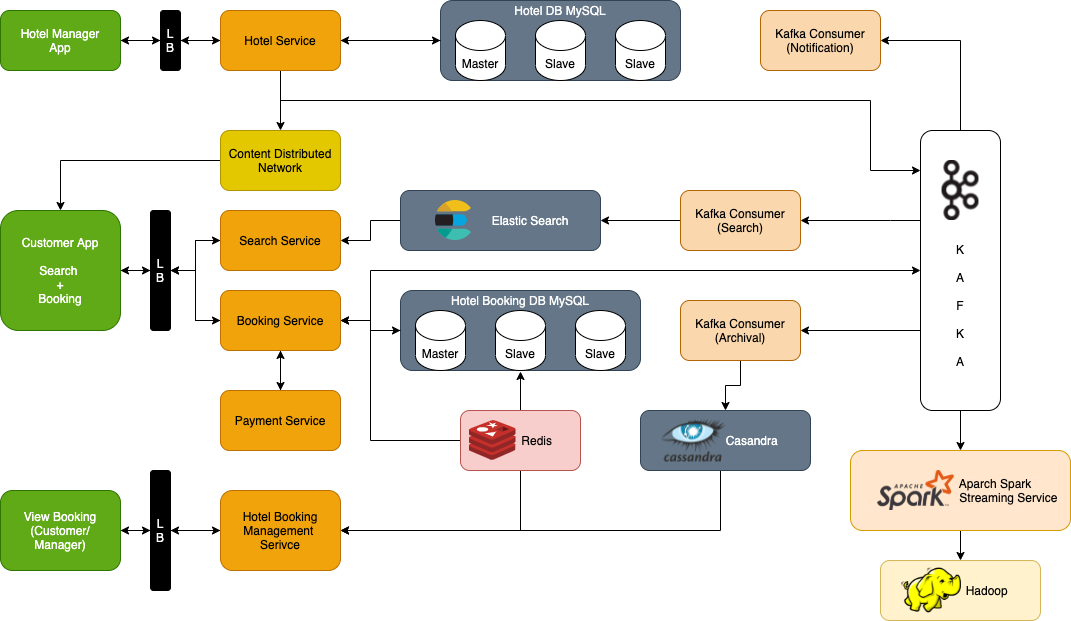 Hotel Manager
App
L
B
Hotel Service
Hotel DB MySQL
Master
Slave
Slave
Kafka Consumer
(Notification)
Content Distributed
Network
Customer App
Search
+
Booking
L
B
Search Service
Elastic Search
Kafka Consumer
(Search)
K
A
F
K
A
Booking Service
Hotel Booking DB MySQL
Master
Slave
Slave
Kafka Consumer
(Archival)
Payment Service
Redis
cassandra
Casandra
APACHE
Spark
Aparch Spark
Streaming Service
View Booking
(Customer/
Manager)
L
B
Hotel Booking
Management
Serivce
Hadoop